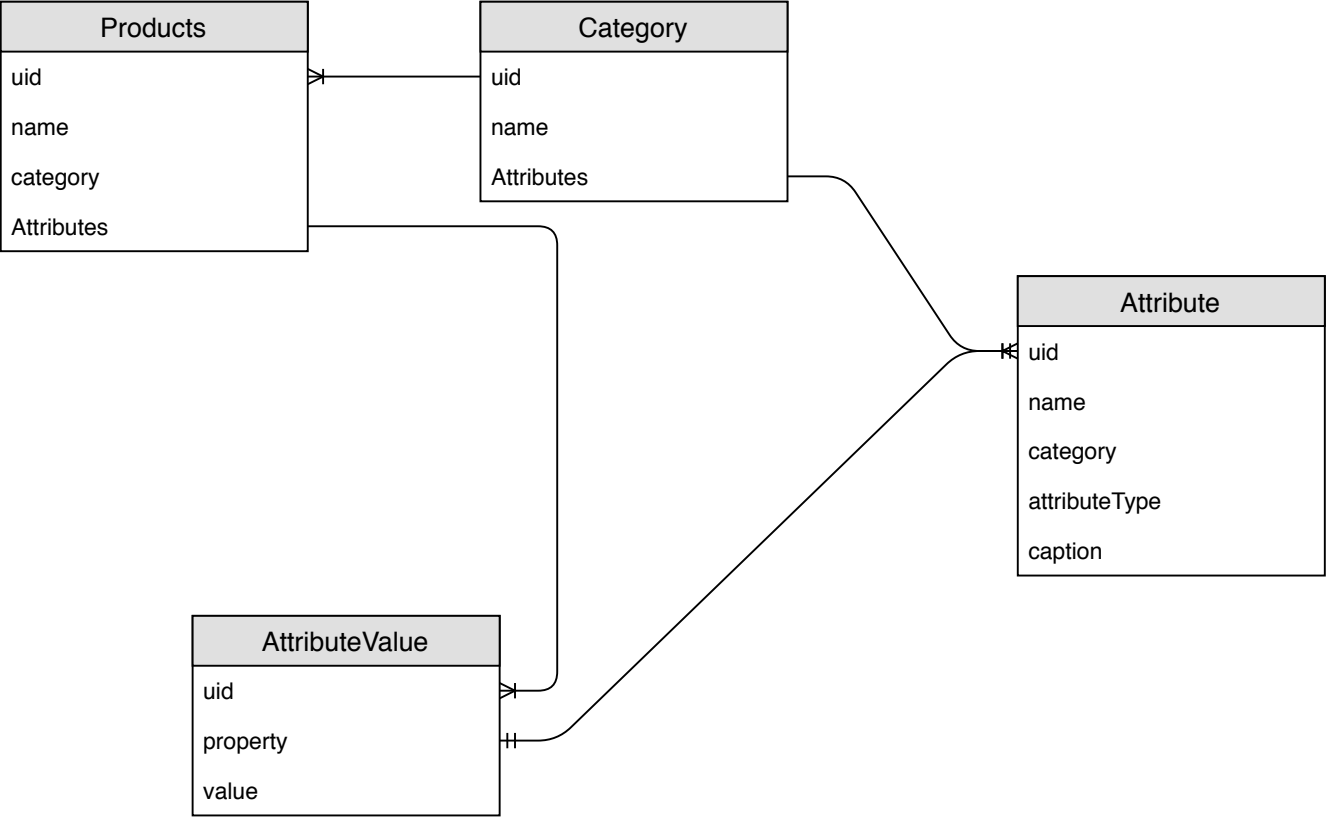 Products
uid
name
category
Attributes
Category
uid
name
Attributes
Attribute
uid
name
category
attributeType
caption
AttributeValue
uid
property
value